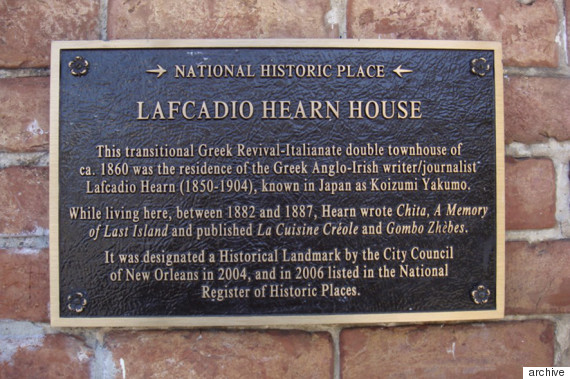 NATIONAL HISTORIC PLACE
LAFCADIO HEARN HOUSE
This transitional Greek Revival-Italianate double townhouse of
ca. 1860 was the residence of the Greek Anglo-Irish writer/journalist
Lafcadio Hearn (1850-1904), known in Japan as Koizumi Yakumo.
While living here, between 1882 and 1887, Hearn wrote Chita, A Memory
of Last Island and published La Cuisine Créole and Gombo Zhèbes.
It was designated a Historical Landmark by the City Council
of New Orleans in 2004, and in 2006 listed in the National
Register of Historic Places.
archive